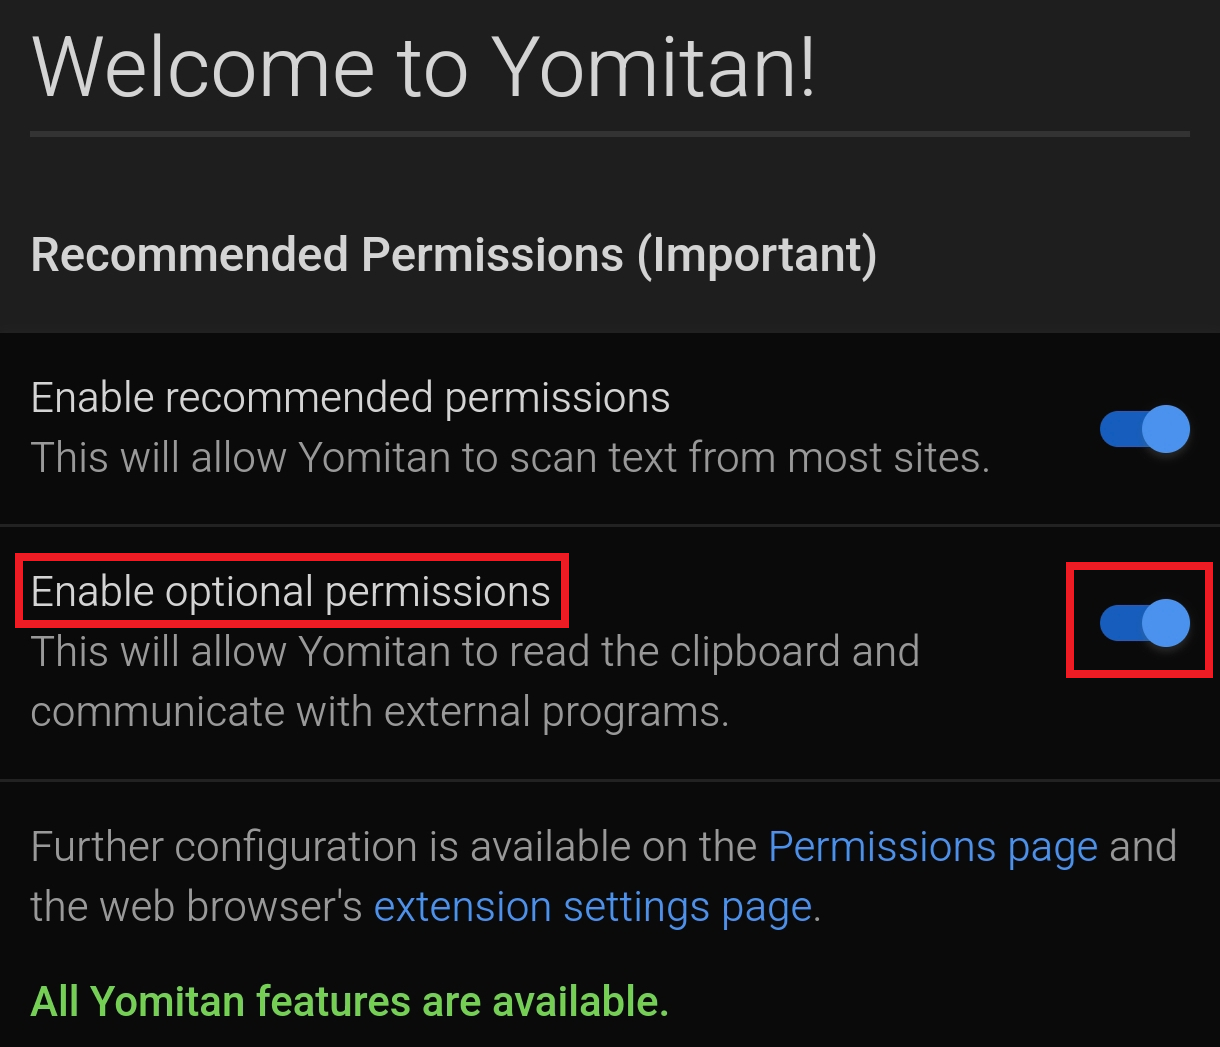 Welcome to Yomitan!
Recommended Permissions (Important)
Enable recommended permissions
This will allow Yomitan to scan text from most sites.
Enable optional permissions
This will allow Yomitan to read the clipboard and
communicate with external programs.
Further configuration is available on the Permissions page and
the web browser's extension settings page.
All Yomitan features are available.